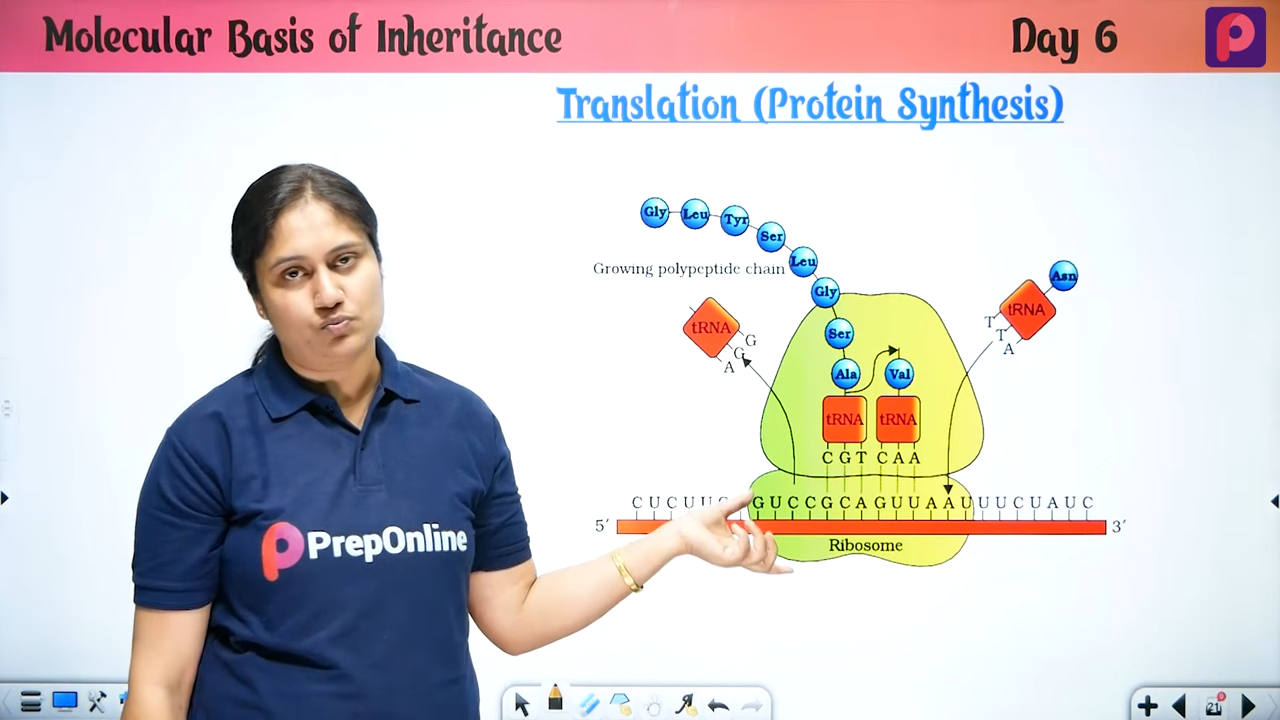 Molecular Basis of Inheritance
Day 6
Translation (Protein Synthesis)
Gly Leu Tyr Ser Leu Gly Ser Ala Val
Growing polypeptide chain
Asn
tRNA
T T A
tRNA
A G G
tRNA tRNA
C G T C A A
C U C U U
G U C C G C A G U U A A U U U C U A U C
5′ 3′
Ribosome
PrepOnline
21